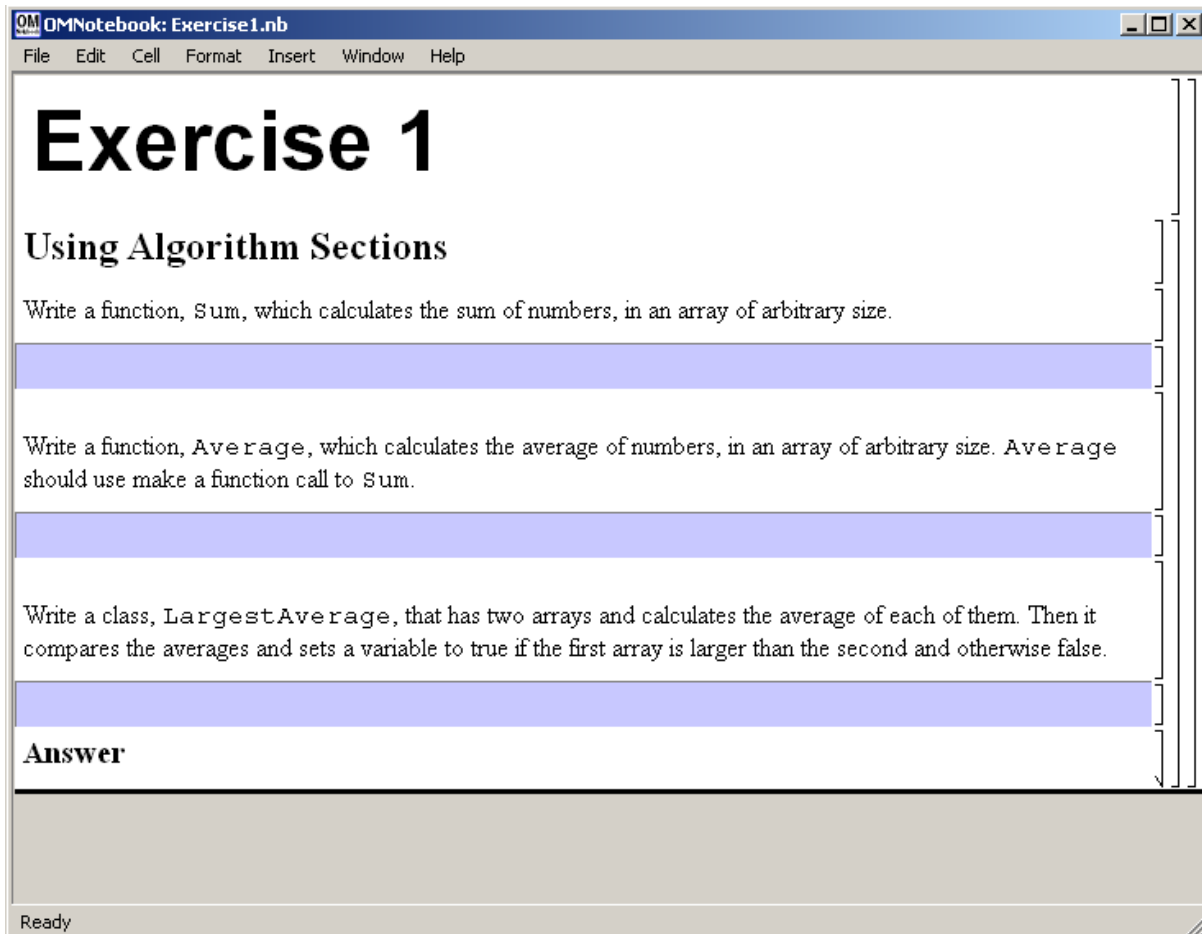 OMNotebook: Exercise1.nb
File Edit Cell Format Insert Window Help
Exercise 1
Using Algorithm Sections
Write a function, Sum, which calculates the sum of numbers, in an array of arbitrary size.
Write a function, Average, which calculates the average of numbers, in an array of arbitrary size. Average
should use make a function call to Sum.
Write a class, LargestAverage, that has two arrays and calculates the average of each of them. Then it
compares the averages and sets a variable to true if the first array is larger than the second and otherwise false.
Answer
Ready